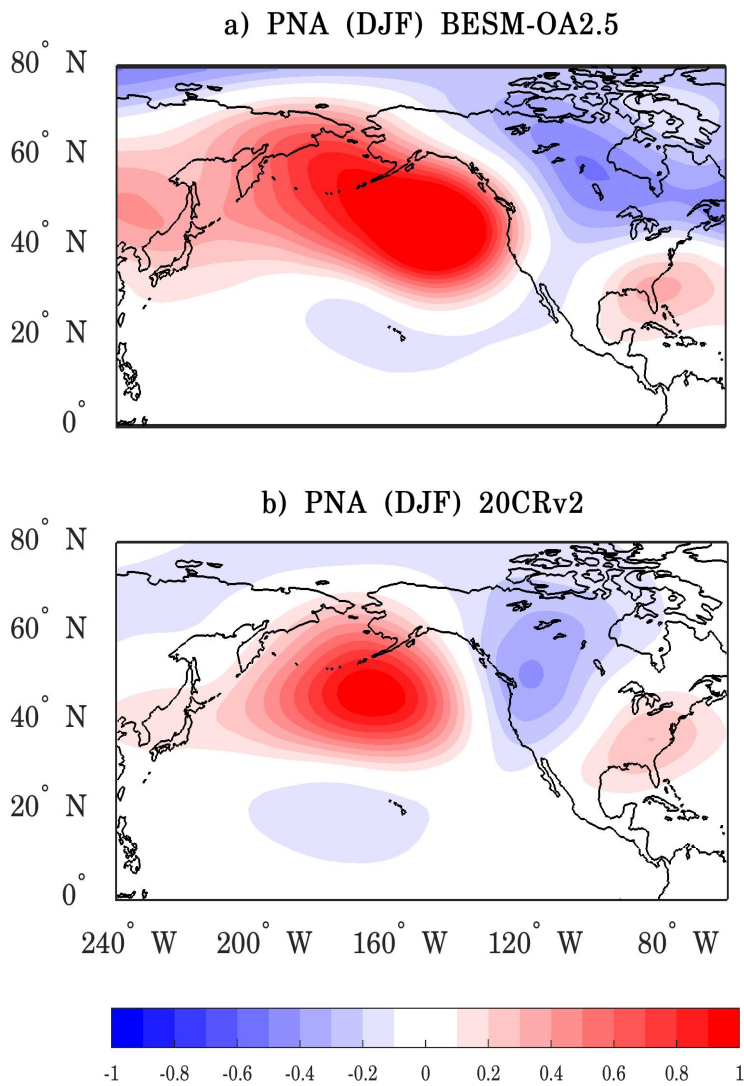 a) PNA (DJF) BESM-OA2.5
80° N
60° N
40° N
20° N
0°
b) PNA (DJF) 20CRv2
80° N
60° N
40° N
20° N
0°
240° W 200° W 160° W 120° W 80° W
-1 -0.8 -0.6 -0.4 -0.2 0 0.2 0.4 0.6 0.8 1